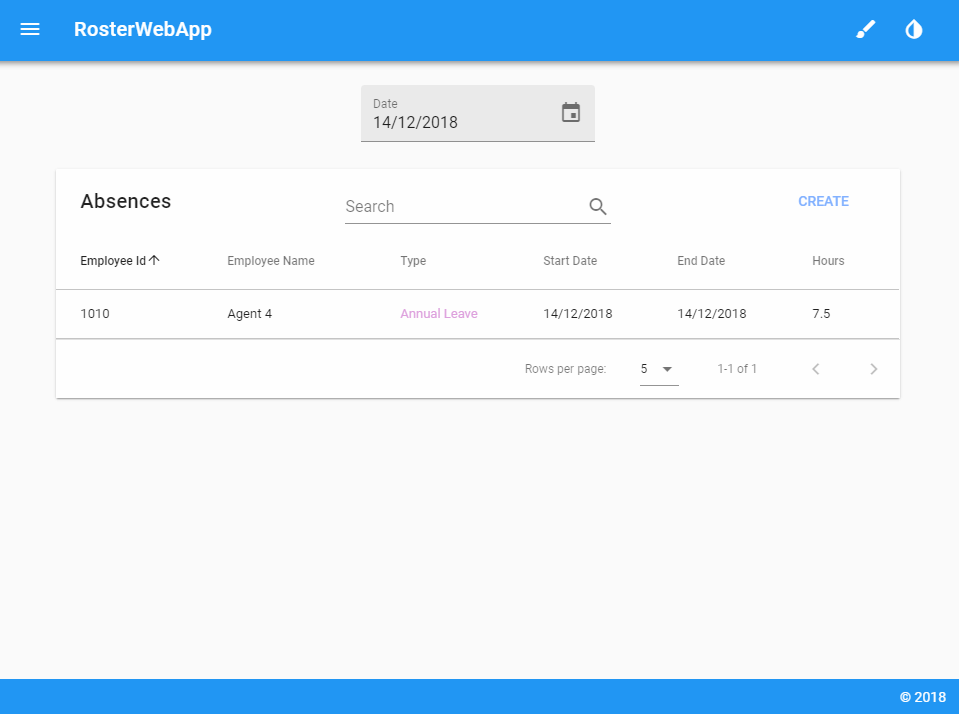 RosterWebApp
Date
14/12/2018
Absences
Search
CREATE
Employee Id Employee Name Type Start Date End Date Hours
1010 Agent 4 Annual Leave 14/12/2018 14/12/2018 7.5
Rows per page: 5 1-1 of 1
© 2018